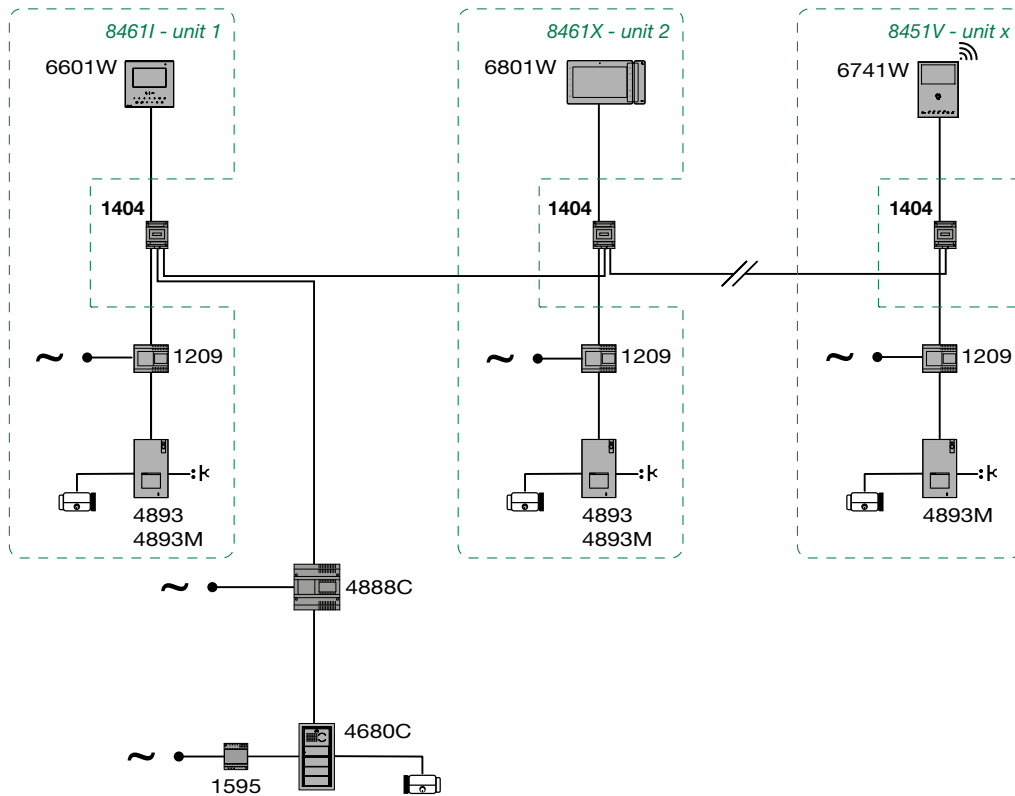 8461I - unit 1
8461X - unit 2
8451V - unit x
6601W
6801W
6741W
1404
1404
1404
1209
1209
1209
4893
4893M
4893
4893M
4893M
4888C
4680C
1595